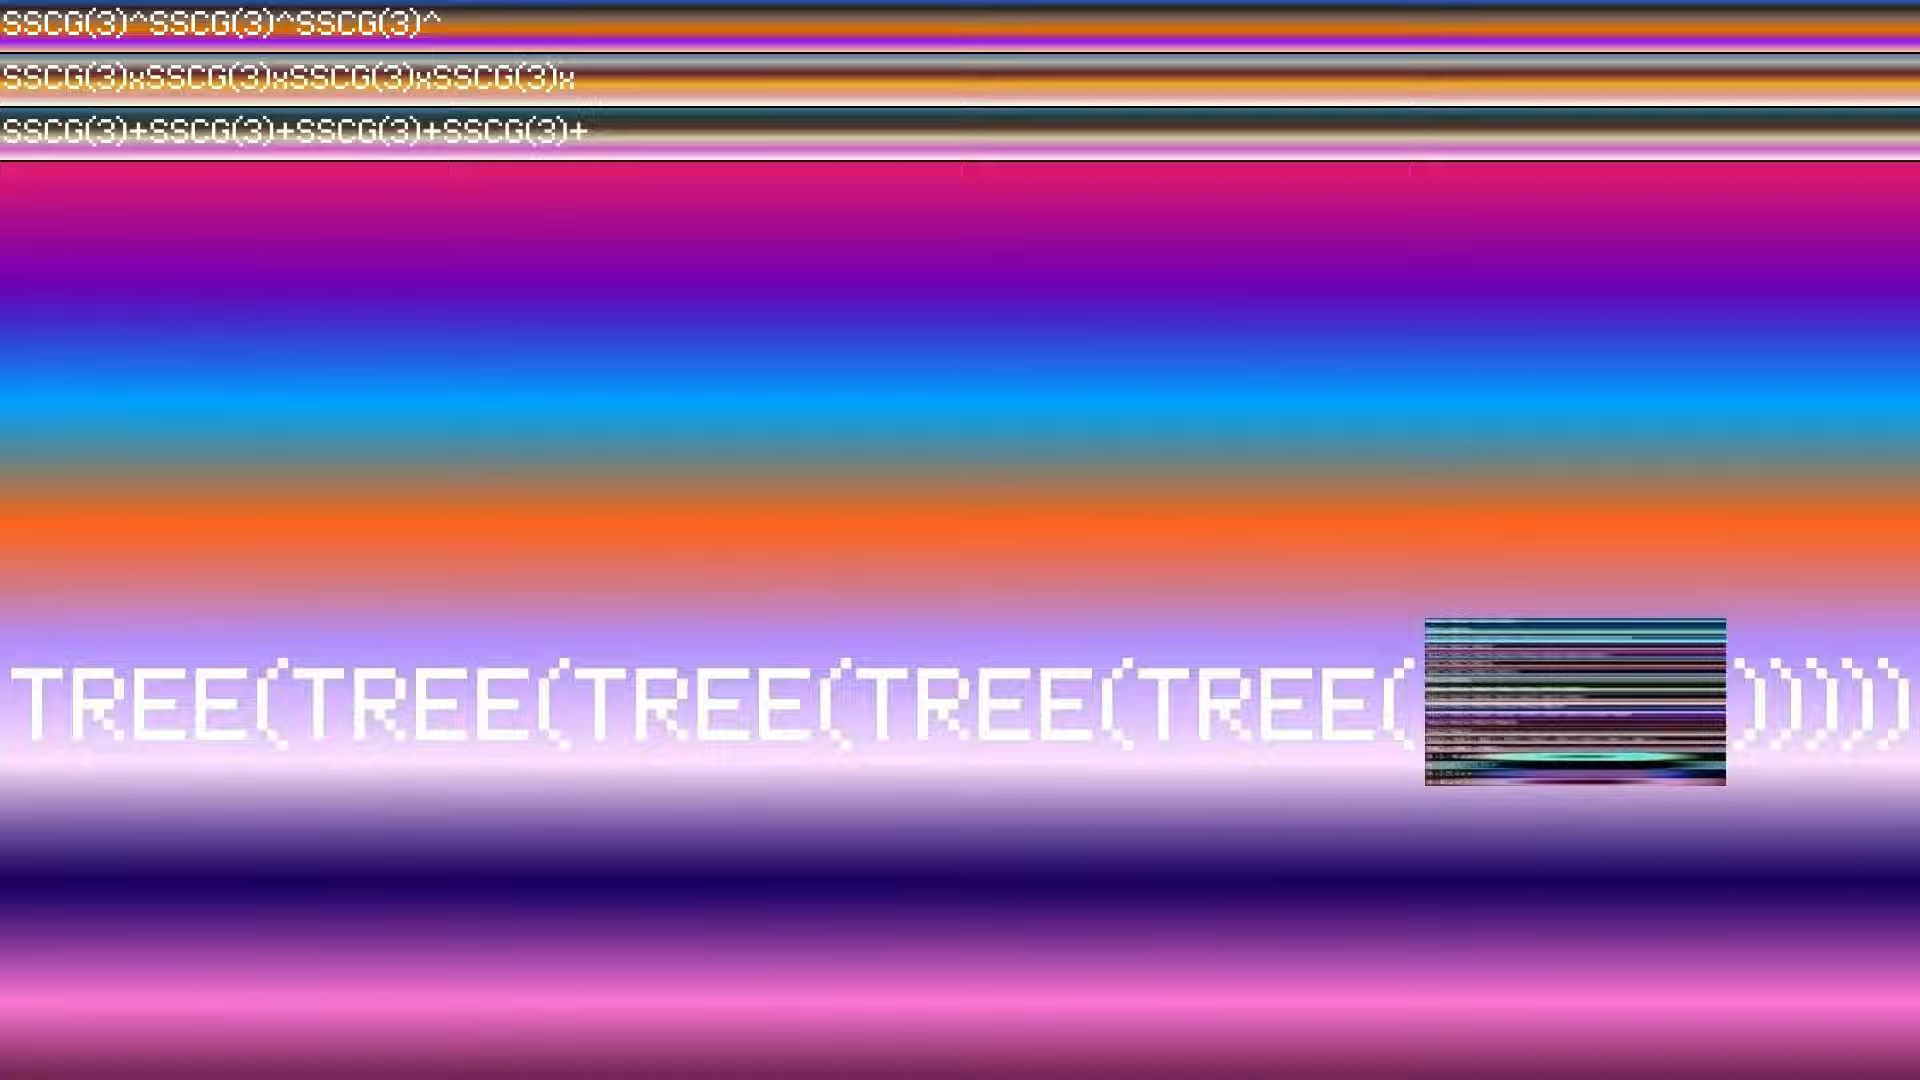 SSCG(3)^SSCG(3)^SSCG(3)^
SSCG(3)xSSCG(3)xSSCG(3)xSSCG(3)x
SSCG(3)+SSCG(3)+SSCG(3)+SSCG(3)+
TREE(TREE(TREE(TREE(TREE( )))))